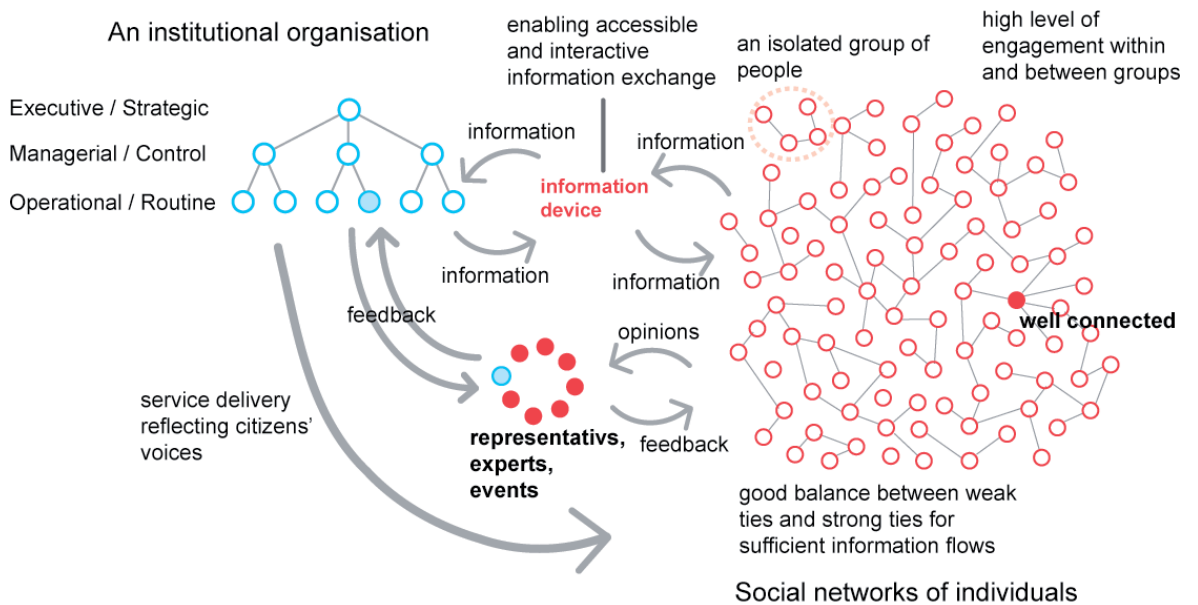 An institutional organisation
Executive / Strategic
Managerial / Control
Operational / Routine
enabling accessible
and interactive
information exchange
information
information
device
information
information
information
feedback
service delivery
reflecting citizens’
voices
opinions
feedback
representativs,
experts,
events
an isolated group of
people
high level of
engagement within
and between groups
well connected
good balance between weak
ties and strong ties for
sufficient information flows
Social networks of individuals